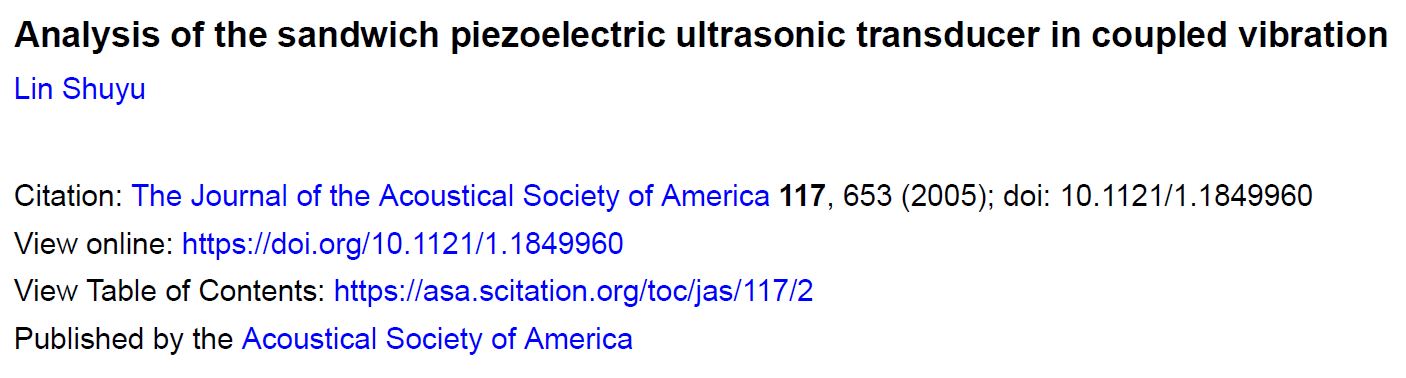 Analysis of the sandwich piezoelectric ultrasonic transducer in coupled vibration
Lin Shuyu
Citation: The Journal of the Acoustical Society of America 117, 653 (2005); doi: 10.1121/1.1849960
View online: https://doi.org/10.1121/1.1849960
View Table of Contents: https://asa.scitation.org/toc/jas/117/2
Published by the Acoustical Society of America